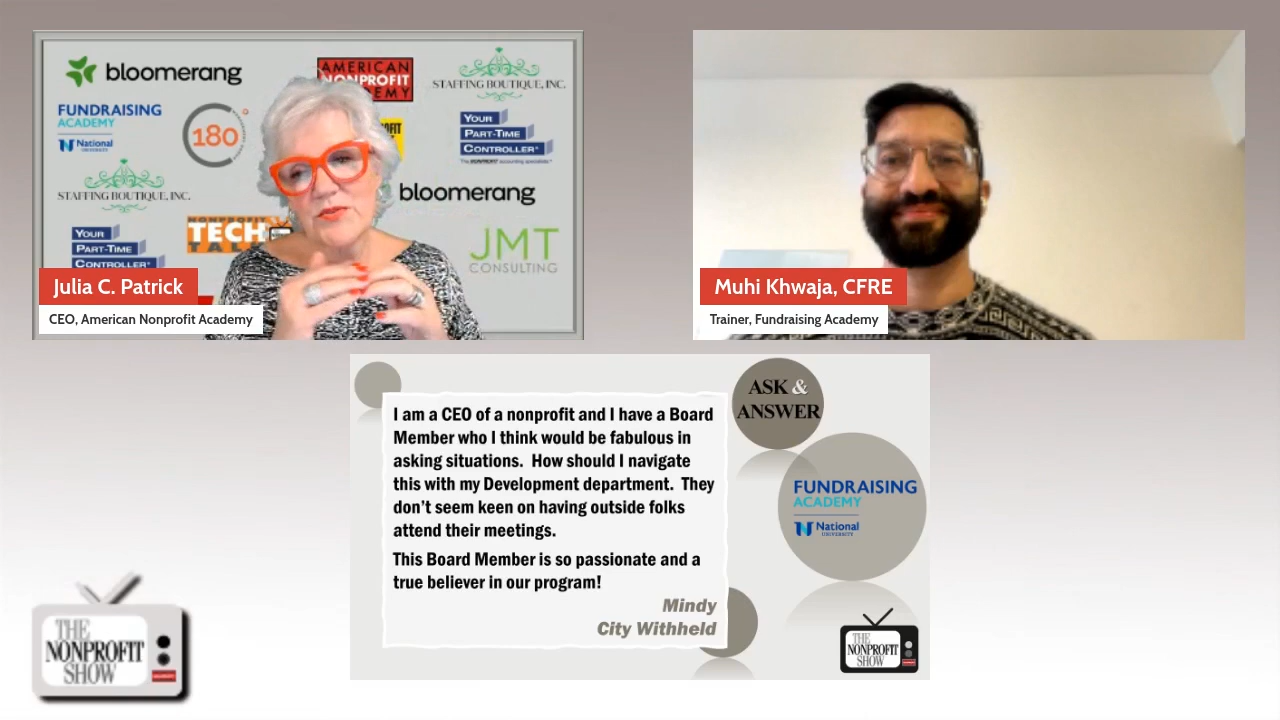 bloomerang
AMERICAN
NONPROFIT
ACADEMY
STAFFING BOUTIQUE, INC.
FUNDRAISING
ACADEMY
National
UNIVERSITY
180
YOUR
PART-TIME
CONTROLLER
STAFFING BOUTIQUE, INC.
bloomerang
NONPROFIT
TECH
TALK
YOUR
PART-TIME
CONTROLLER
JMT
CONSULTING
Julia C. Patrick
CEO, American Nonprofit Academy
Muhi Khwaja, CFRE
Trainer, Fundraising Academy
I am a CEO of a nonprofit and I have a Board
Member who I think would be fabulous in
asking situations.  How should I navigate
this with my Development department.  They
don't seem keen on having outside folks
attend their meetings.
This Board Member is so passionate and a
true believer in our program!
Mindy
City Withheld
ASK &
ANSWER
FUNDRAISING
ACADEMY
National
UNIVERSITY
THE
NONPROFIT
SHOW
THE
NONPROFIT
SHOW